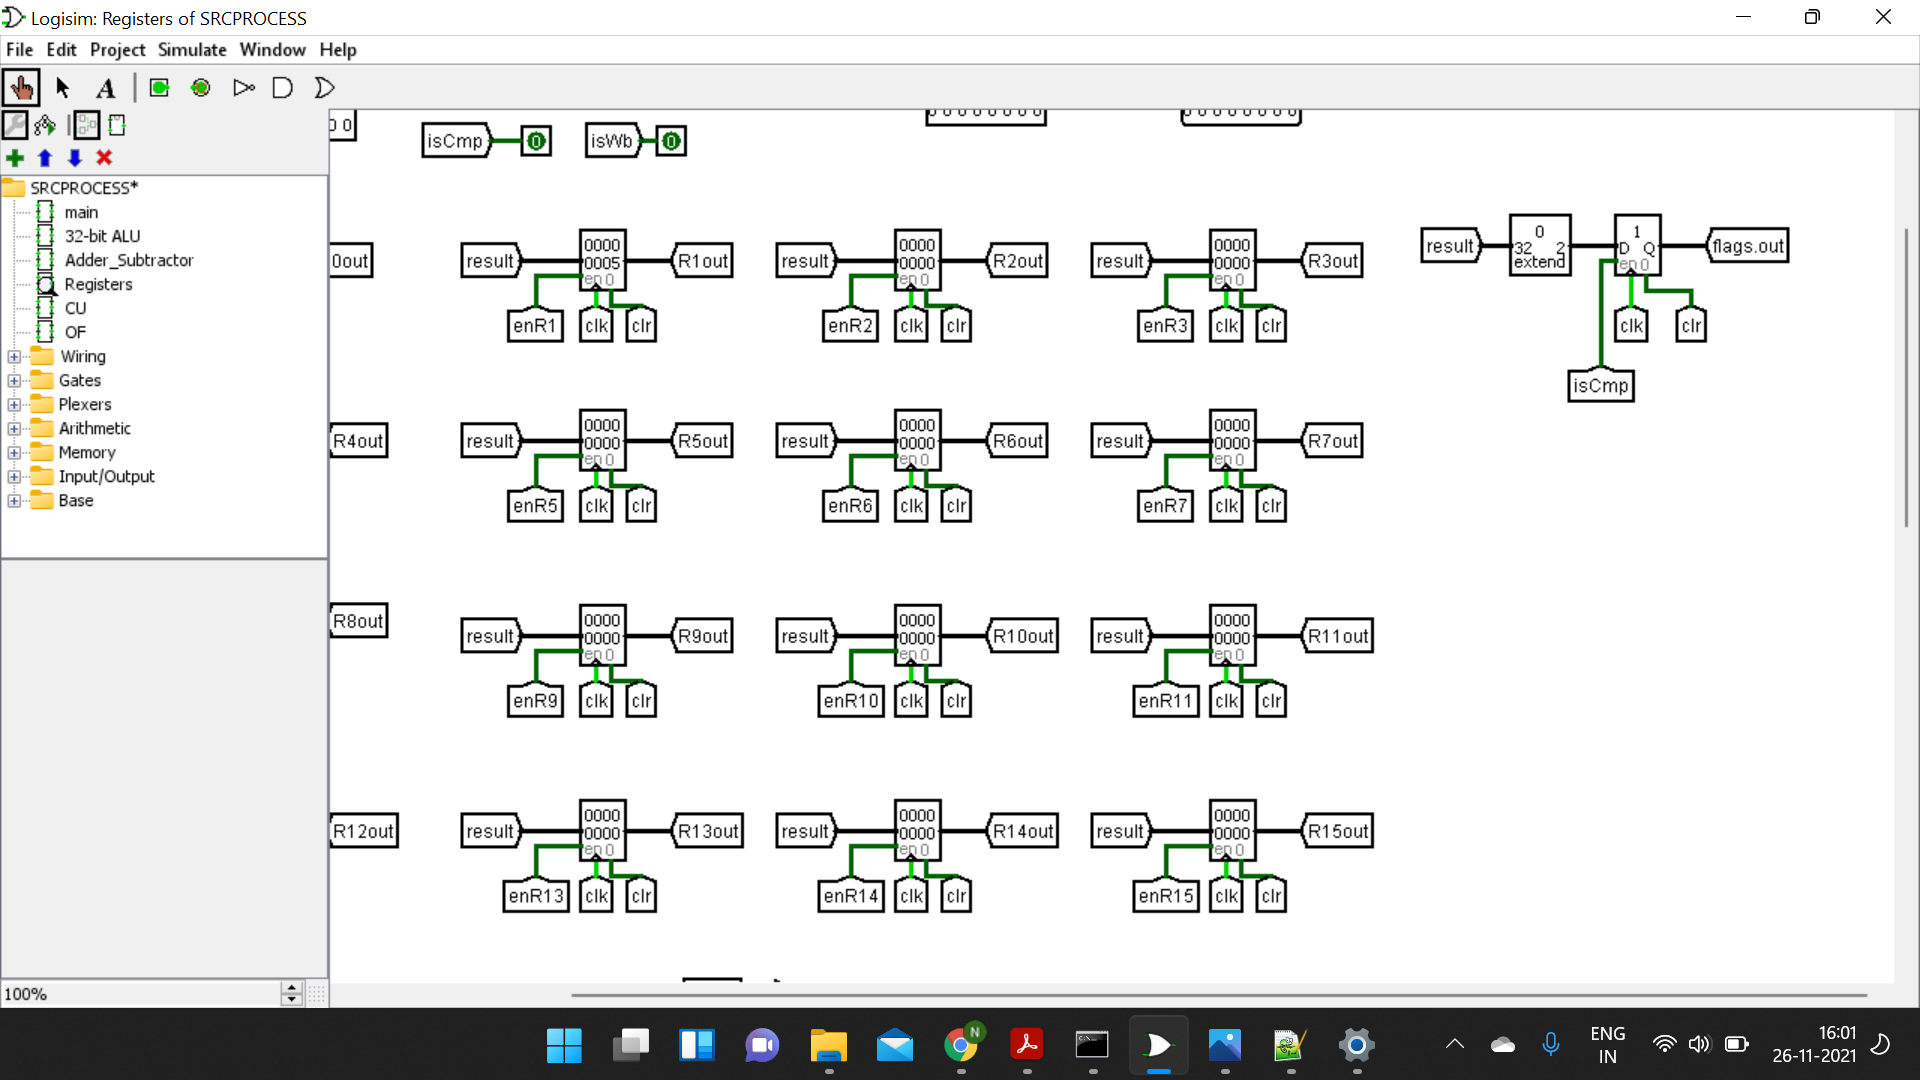 Logisim: Registers of SRCPROCESS
File Edit Project Simulate Window Help
A
SRCPROCESS*
main
32-bit ALU
Adder_Subtractor
Registers
CU
OF
Wiring
Gates
Plexers
Arithmetic
Memory
Input/Output
Base
100%
0 0
isCmp 0 isWb 0
0out result 0000 0005 en 0 R1out result 0000 0000 en 0 R2out result 0000 0000 en 0 R3out
enR1 clk clr enR2 clk clr enR3 clk clr
result 0 32 2 extend 1 D Q en 0 flags.out
clk clr
isCmp
R4out result 0000 0000 en 0 R5out result 0000 0000 en 0 R6out result 0000 0000 en 0 R7out
enR5 clk clr enR6 clk clr enR7 clk clr
R8out result 0000 0000 en 0 R9out result 0000 0000 en 0 R10out result 0000 0000 en 0 R11out
enR9 clk clr enR10 clk clr enR11 clk clr
R12out result 0000 0000 en 0 R13out result 0000 0000 en 0 R14out result 0000 0000 en 0 R15out
enR13 clk clr enR14 clk clr enR15 clk clr
N
ENG
IN
16:01
26-11-2021